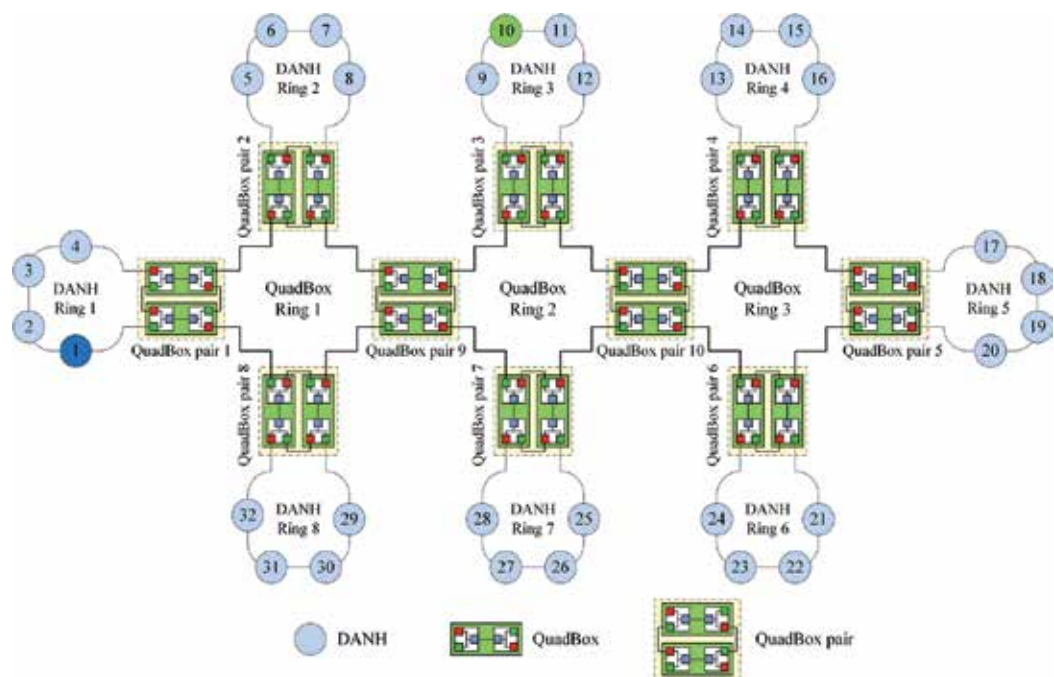 6 7
10 11
14 15
5 DANH Ring 2 8
9 DANH Ring 3 12
13 DANH Ring 4 16
QuadBox pair 2
QuadBox pair 3
QuadBox pair 4
4
3
DANH
Ring 1
2
1
QuadBox pair 1
QuadBox
Ring 1
QuadBox pair 9
QuadBox
Ring 2
QuadBox pair 10
QuadBox
Ring 3
QuadBox pair 5
17
18
DANH
Ring 5
19
20
QuadBox pair 8
QuadBox pair 7
QuadBox pair 6
32 DANH Ring 8 29
28 DANH Ring 7 25
24 DANH Ring 6 21
31 30
27 26
23 22
DANH
QuadBox
QuadBox pair